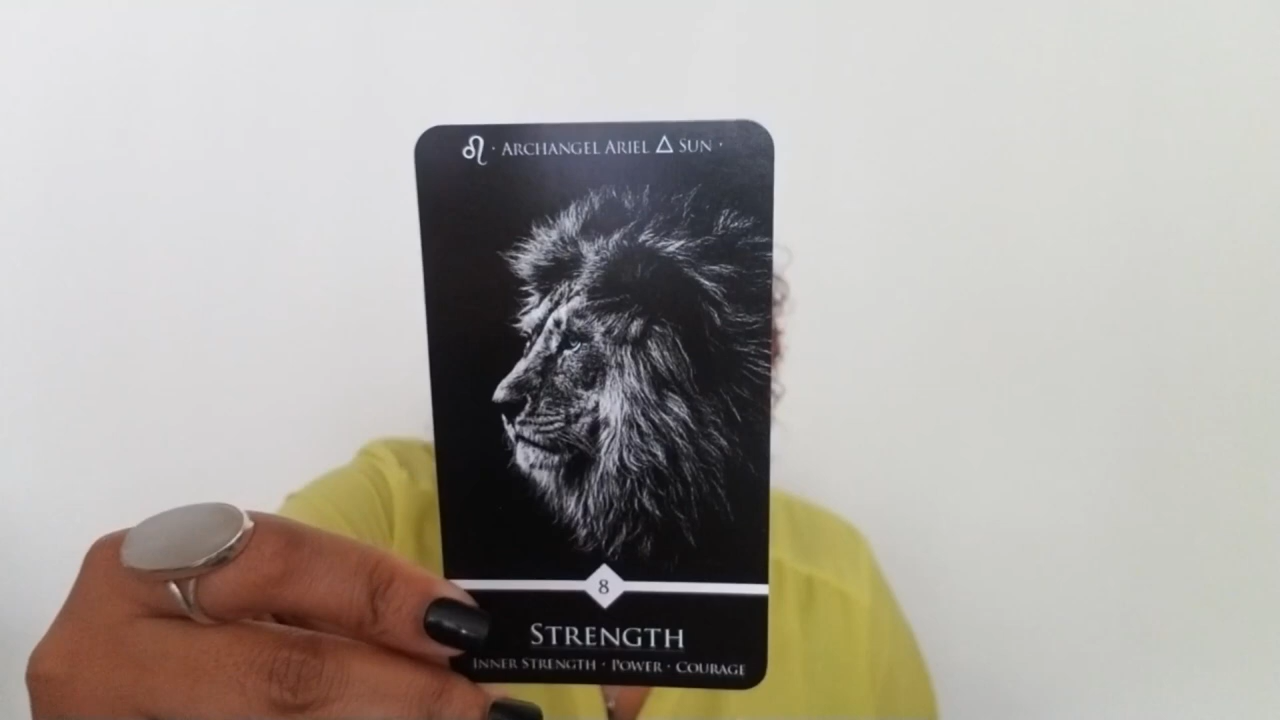 ♌ · ARCHANGEL ARIEL △ SUN ·
8
STRENGTH
INNER STRENGTH · POWER · COURAGE